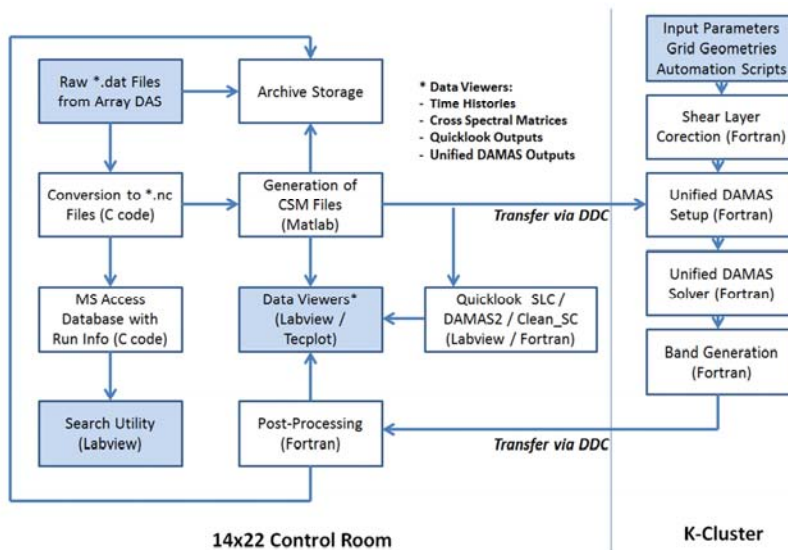 Raw *.dat Files
from Array DAS
Archive Storage
* Data Viewers:
- Time Histories
- Cross Spectral Matrices
- Quicklook Outputs
- Unified DAMAS Outputs
Input Parameters
Grid Geometries
Automation Scripts
Shear Layer
Corection (Fortran)
Conversion to *.nc
Files (C code)
Generation of
CSM Files
(Matlab)
Transfer via DDC
Unified DAMAS
Setup (Fortran)
MS Access
Database with
Run Info (C code)
Data Viewers*
(Labview /
Tecplot)
Quicklook SLC /
DAMAS2 / Clean_SC
(Labview / Fortran)
Unified DAMAS
Solver (Fortran)
Band Generation
(Fortran)
Search Utility
(Labview)
Post-Processing
(Fortran)
Transfer via DDC
14x22 Control Room
K-Cluster